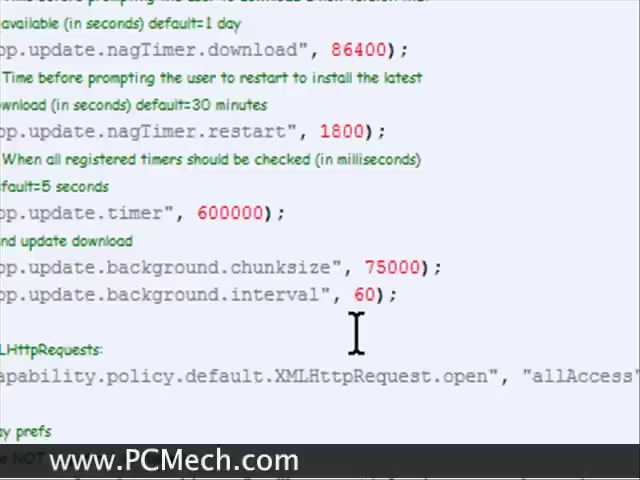 available (in seconds) default=1 day
pp.update.nagTimer.download", 86400);
Time before prompting the user to restart to install the latest
ownload (in seconds) default=30 minutes
pp.update.nagTimer.restart", 1800);
When all registered timers should be checked (in milliseconds)
fault=5 seconds
pp.update.timer", 600000);
nd update download
pp.update.background.chunksize", 75000);
pp.update.background.interval", 60);
LHttpRequests:
apability.policy.default.XMLHttpRequest.open", "allAccess"
ay prefs
www.PCMech.com